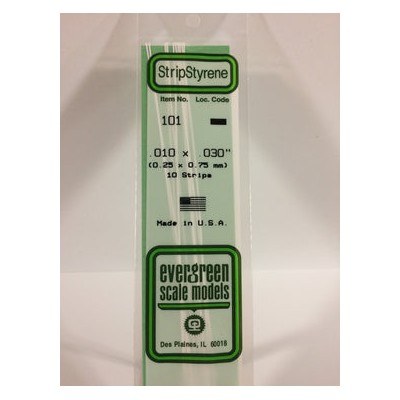 StripStyrene
Item No. Loc. Code
101
.010 x .030"
(0.25 x 0.75 mm)
10 Strips
Made in U.S.A.
evergreen
scale models
Des Plaines, IL 60018